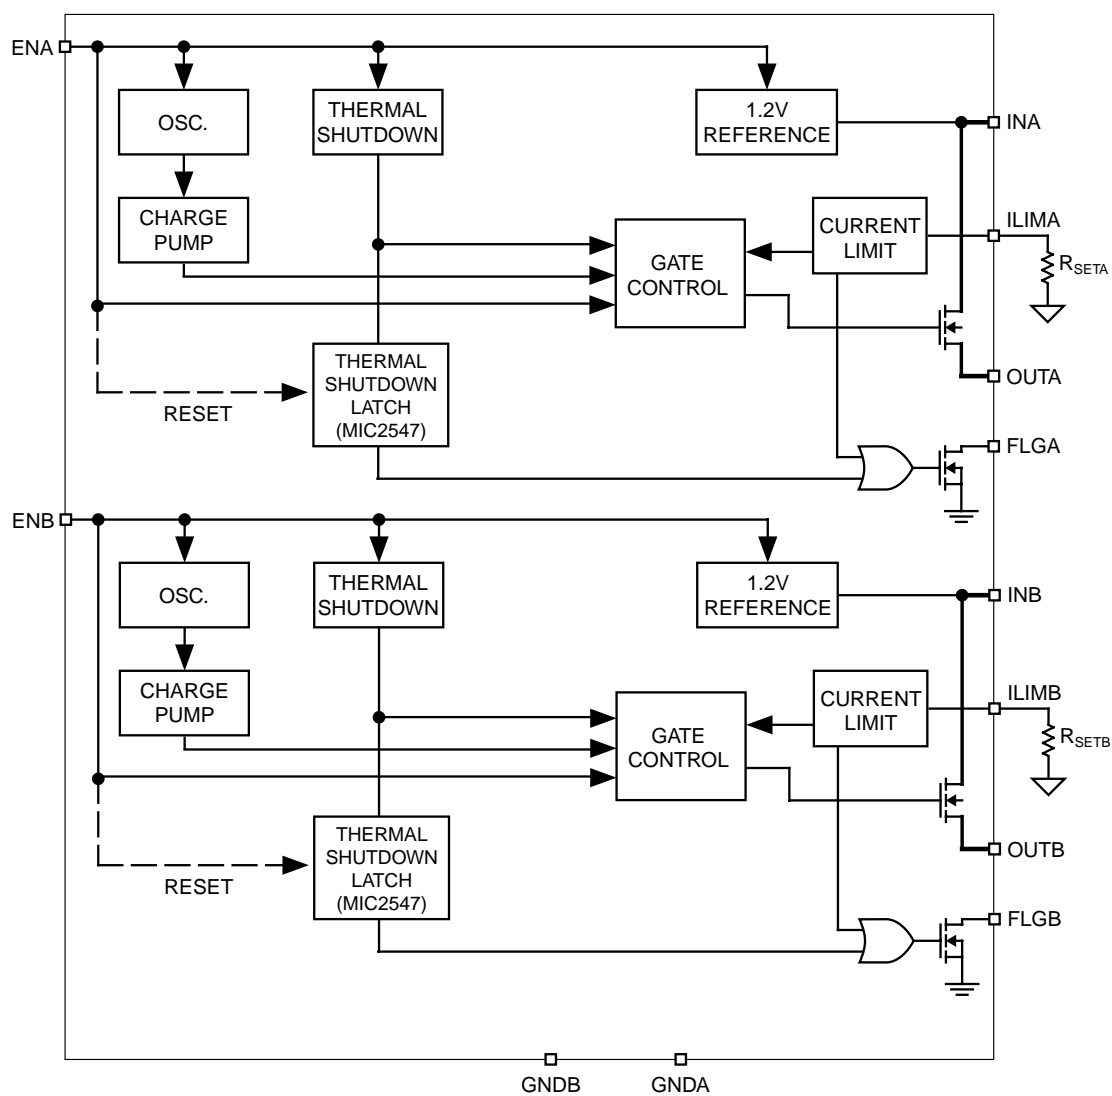 ENA
OSC.
THERMAL
SHUTDOWN
1.2V
REFERENCE
INA
CHARGE
PUMP
CURRENT
LIMIT
ILIMA
GATE
CONTROL
RSETA
THERMAL
SHUTDOWN
LATCH
(MIC2547)
RESET
OUTA
FLGA
ENB
OSC.
THERMAL
SHUTDOWN
1.2V
REFERENCE
INB
CHARGE
PUMP
CURRENT
LIMIT
ILIMB
GATE
CONTROL
RSETB
THERMAL
SHUTDOWN
LATCH
(MIC2547)
RESET
OUTB
FLGB
GNDB
GNDA